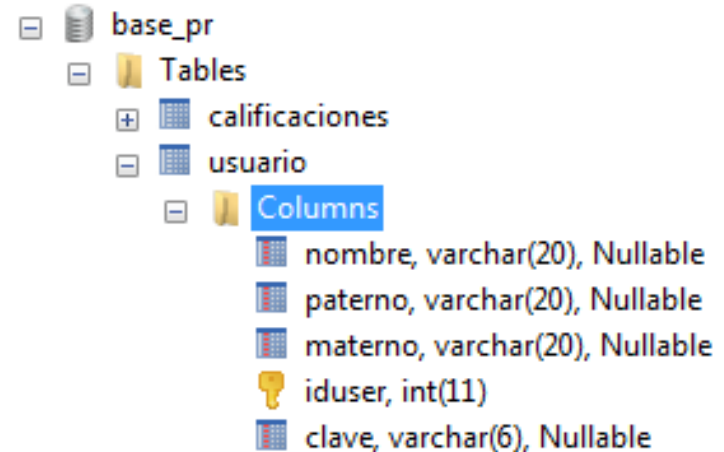 base_pr
Tables
calificaciones
usuario
Columns
nombre, varchar(20), Nullable
paterno, varchar(20), Nullable
materno, varchar(20), Nullable
iduser, int(11)
clave, varchar(6), Nullable